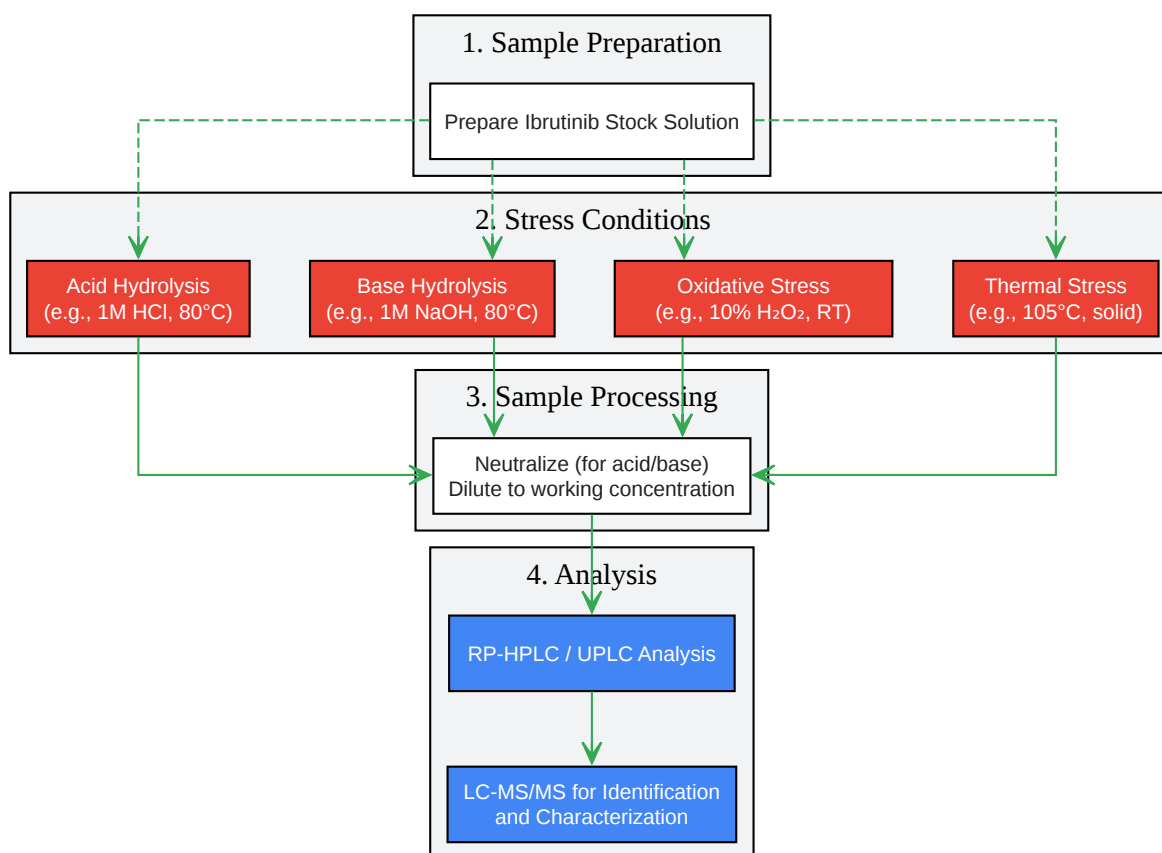 1. Sample Preparation
Prepare Ibrutinib Stock Solution
2. Stress Conditions
Acid Hydrolysis
(e.g., 1M HCl, 80°C)
Base Hydrolysis
(e.g., 1M NaOH, 80°C)
Oxidative Stress
(e.g., 10% H₂O₂, RT)
Thermal Stress
(e.g., 105°C, solid)
3. Sample Processing
Neutralize (for acid/base)
Dilute to working concentration
4. Analysis
RP-HPLC / UPLC Analysis
LC-MS/MS for Identification
and Characterization